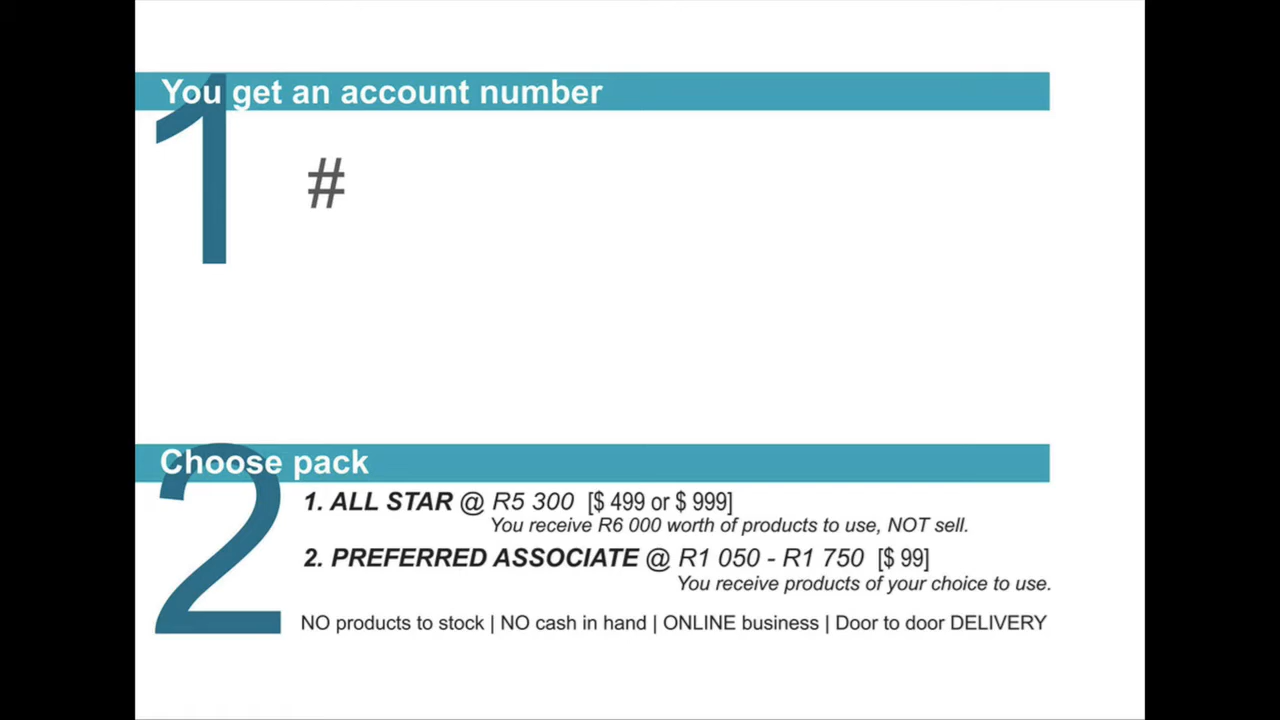 1
You get an account number
#
2
Choose pack
1. ALL STAR @ R5 300 [$ 499 or $ 999]
You receive R6 000 worth of products to use, NOT sell.
2. PREFERRED ASSOCIATE @ R1 050 - R1 750 [$ 99]
You receive products of your choice to use.
NO products to stock | NO cash in hand | ONLINE business | Door to door DELIVERY